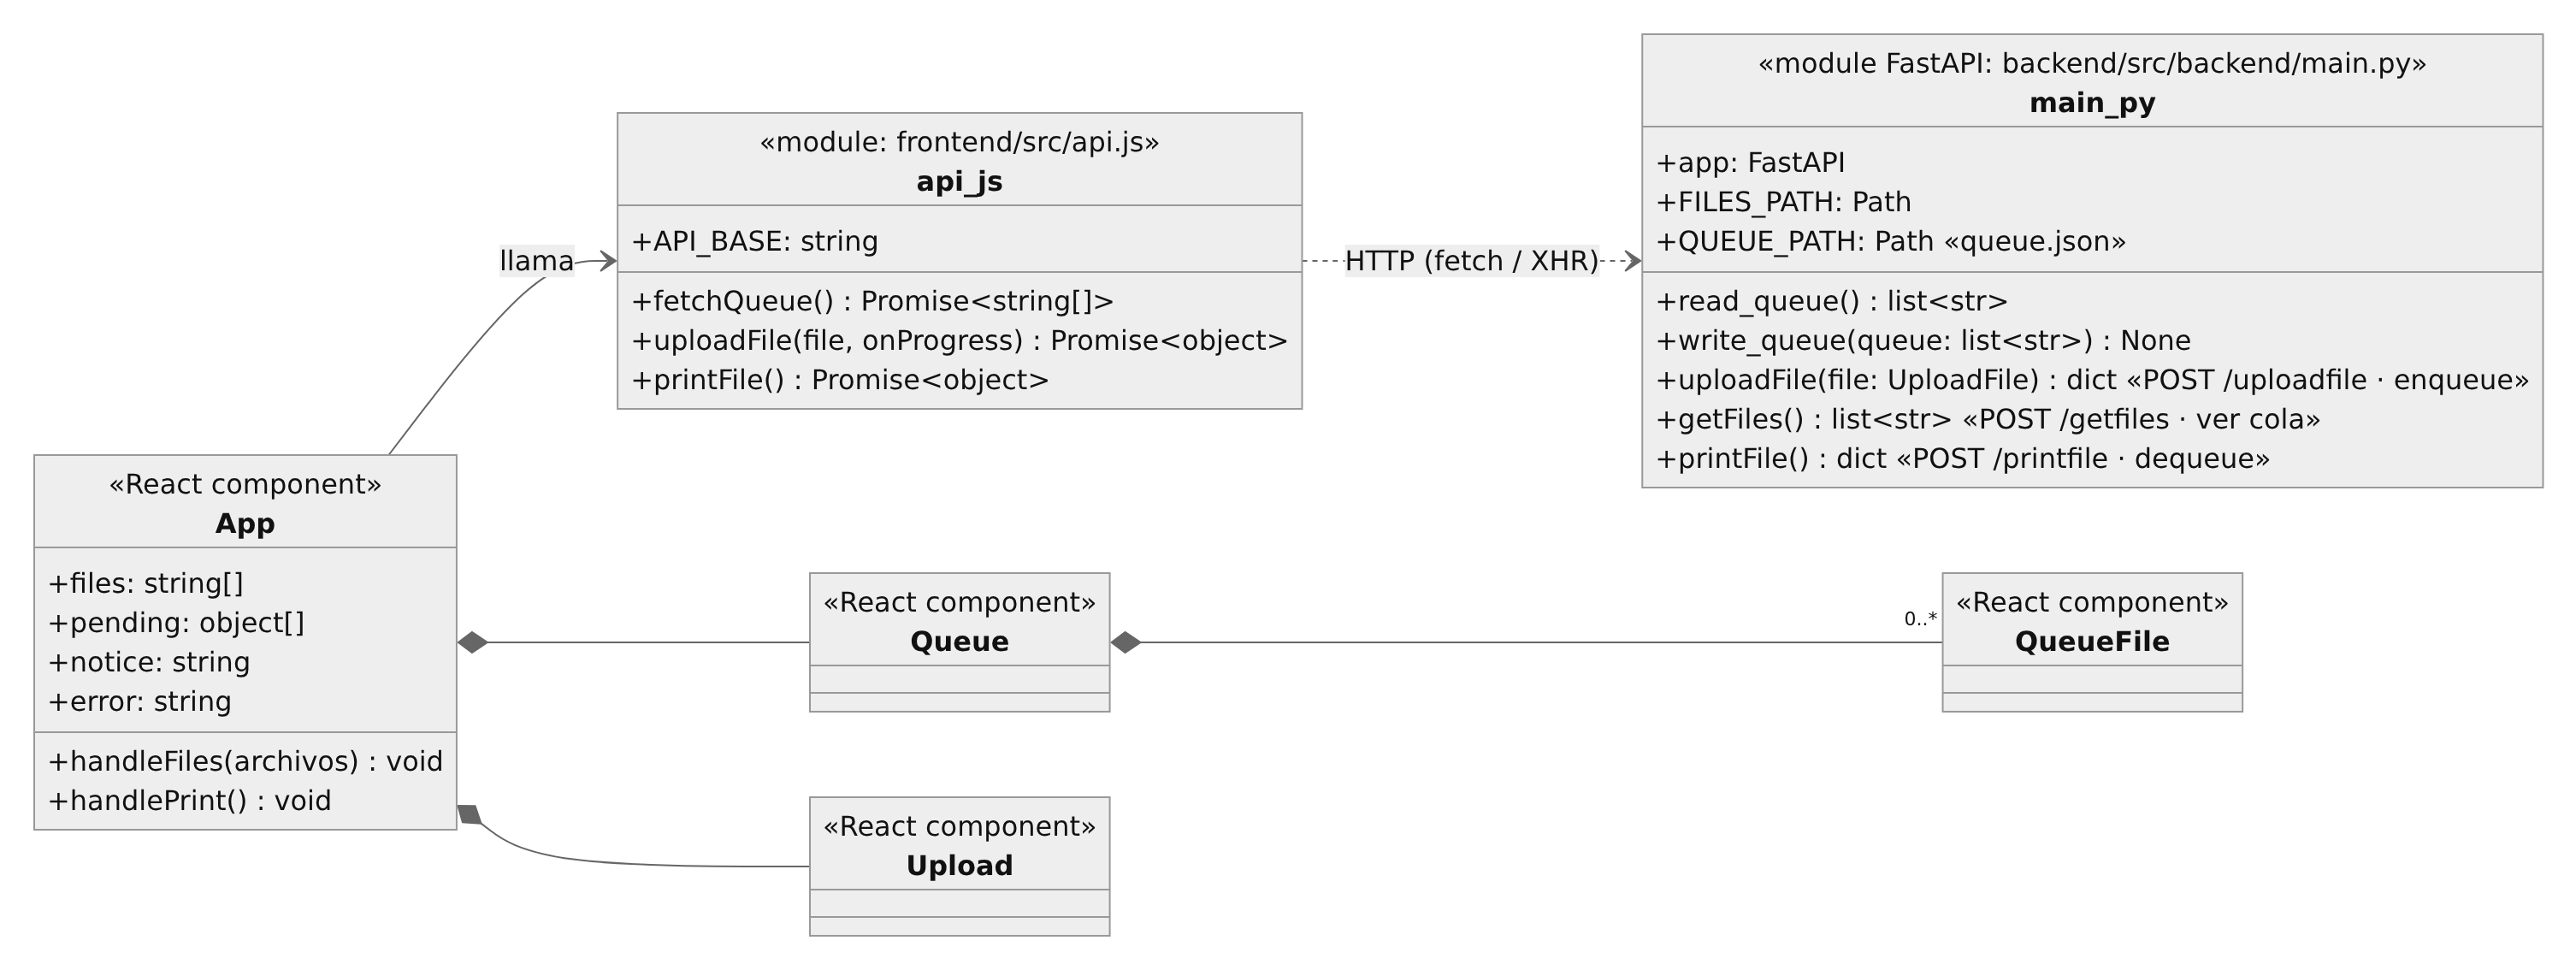 «module FastAPI: backend/src/backend/main.py»
main_py
+app: FastAPI
+FILES_PATH: Path
+QUEUE_PATH: Path «queue.json»
+read_queue() : list<str>
+write_queue(queue: list<str>) : None
+uploadFile(file: UploadFile) : dict «POST /uploadfile · enqueue»
+getFiles() : list<str> «POST /getfiles · ver cola»
+printFile() : dict «POST /printfile · dequeue»
«module: frontend/src/api.js»
api_js
+API_BASE: string
+fetchQueue() : Promise<string[]>
+uploadFile(file, onProgress) : Promise<object>
+printFile() : Promise<object>
llama
HTTP (fetch / XHR)
«React component»
App
+files: string[]
+pending: object[]
+notice: string
+error: string
+handleFiles(archivos) : void
+handlePrint() : void
«React component»
Queue
0..*
«React component»
QueueFile
«React component»
Upload